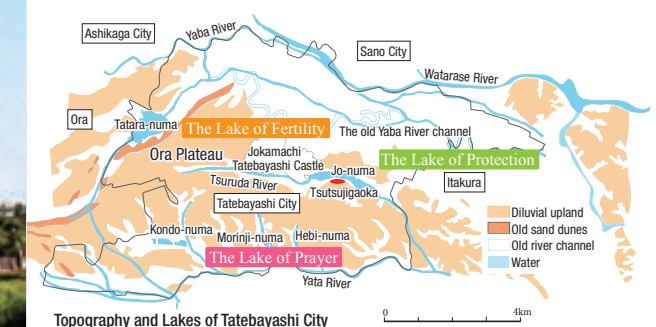 Ashikaga City
Yaba River
Sano City
Watarase River
Ora
Tatara-numa
The Lake of Fertility
The old Yaba River channel
Ora Plateau
Jokamachi
Tatebayashi Castle
Jo-numa
The Lake of Protection
Tsuruda River
Tsutsujigaoka
Itakura
Tatebayashi City
Kondo-numa
Morinji-numa
Hebi-numa
The Lake of Prayer
Yata River
Diluvial upland
Old sand dunes
Old river channel
Water
Topography and Lakes of Tatebayashi City
0 4km